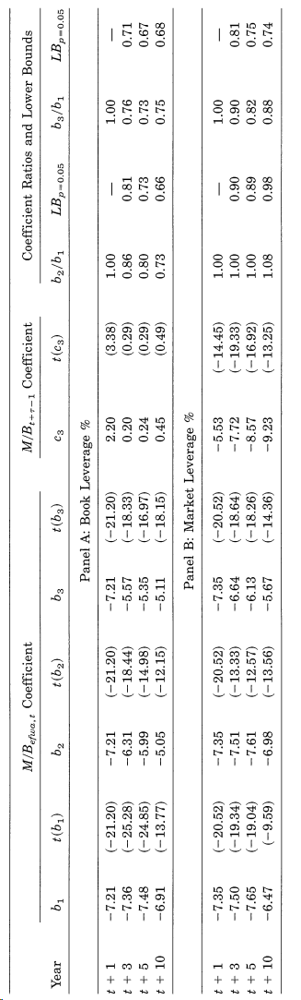 M/B_{efwa,t} Coefficient M/B_{t+τ−1} Coefficient Coefficient Ratios and Lower Bounds
Year b_1 t(b_1) b_2 t(b_2) b_3 t(b_3) c_3 t(c_3) b_2/b_1 LB_{p=0.05} b_3/b_1 LB_{p=0.05}
Panel A: Book Leverage %
t + 1 −7.21 (−21.20) −7.21 (−21.20) −7.21 (−21.20) 2.20 (3.38) 1.00 — 1.00 —
t + 3 −7.36 (−25.28) −6.31 (−18.44) −5.57 (−18.33) 0.20 (0.29) 0.86 0.81 0.76 0.71
t + 5 −7.48 (−24.85) −5.99 (−14.98) −5.35 (−16.97) 0.24 (0.29) 0.80 0.73 0.73 0.67
t + 10 −6.91 (−13.77) −5.05 (−12.15) −5.11 (−18.15) 0.45 (0.49) 0.73 0.66 0.75 0.68
Panel B: Market Leverage %
t + 1 −7.35 (−20.52) −7.35 (−20.52) −7.35 (−20.52) −5.53 (−14.45) 1.00 — 1.00 —
t + 3 −7.50 (−19.34) −7.51 (−13.33) −6.64 (−18.64) −7.72 (−19.33) 1.00 0.90 0.90 0.81
t + 5 −7.65 (−19.04) −7.61 (−12.57) −6.13 (−18.26) −8.57 (−16.92) 1.00 0.89 0.82 0.75
t + 10 −6.47 (−9.59) −6.98 (−13.56) −5.67 (−14.36) −9.23 (−13.25) 1.08 0.98 0.88 0.74